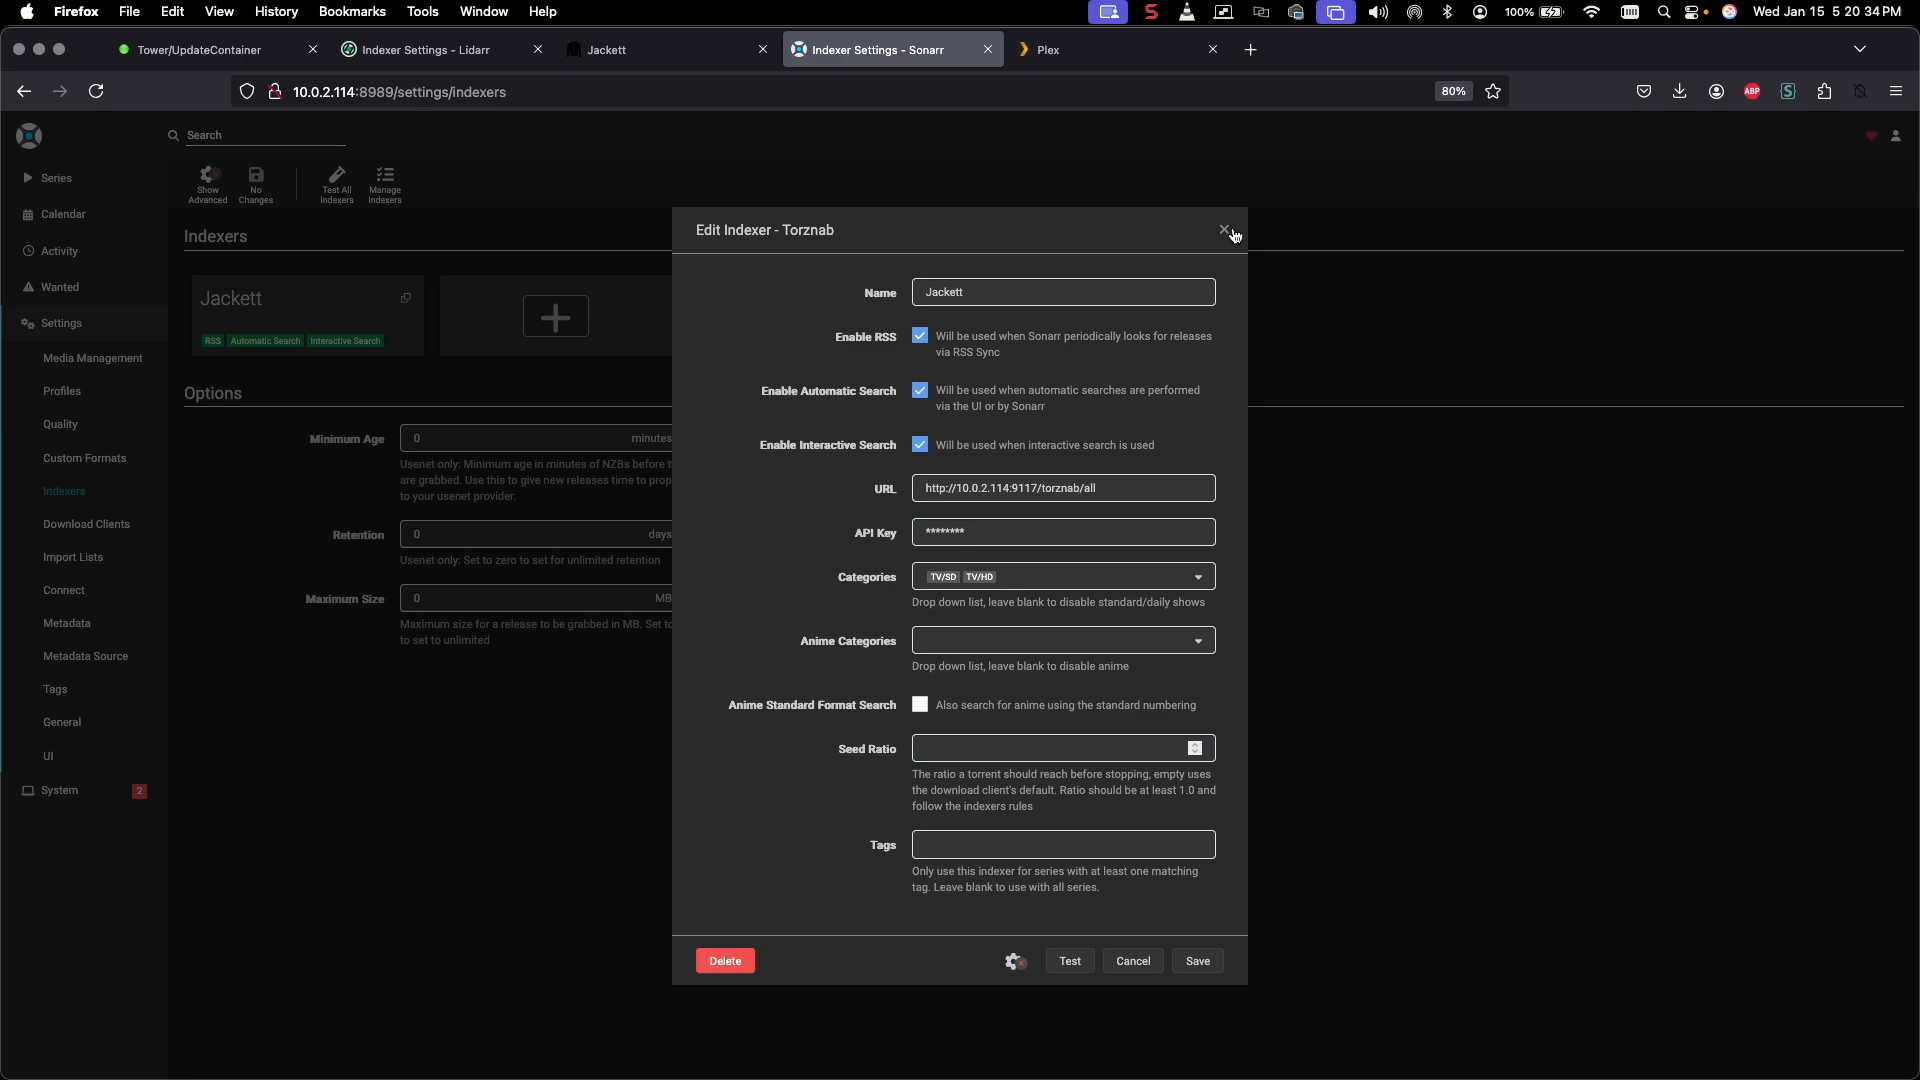 Firefox File Edit View History Bookmarks Tools Window Help 100% Wed Jan 15 5 20 34 PM
Tower/UpdateContainer Indexer Settings - Lidarr Jackett Indexer Settings - Sonarr Plex
10.0.2.114:8989/settings/indexers 80% ABP
Search
Series
Calendar
Activity
Wanted
Settings
Media Management
Profiles
Quality
Custom Formats
Indexers
Download Clients
Import Lists
Connect
Metadata
Metadata Source
Tags
General
UI
System 2
Show
Advanced
No
Changes
Test All
Indexers
Manage
Indexers
Indexers
Jackett
RSS Automatic Search Interactive Search
Options
Minimum Age 0 minutes
Usenet only: Minimum age in minutes of NZBs before t
are grabbed. Use this to give new releases time to prop
to your usenet provider.
Retention 0 days
Usenet only: Set to zero to set for unlimited retention
Maximum Size 0 MB
Maximum size for a release to be grabbed in MB. Set to
to set to unlimited
Edit Indexer - Torznab
Name Jackett
Enable RSS Will be used when Sonarr periodically looks for releases
via RSS Sync
Enable Automatic Search Will be used when automatic searches are performed
via the UI or by Sonarr
Enable Interactive Search Will be used when interactive search is used
URL http://10.0.2.114:9117/torznab/all
API Key ********
Categories TV/SD TV/HD
Drop down list, leave blank to disable standard/daily shows
Anime Categories
Drop down list, leave blank to disable anime
Anime Standard Format Search Also search for anime using the standard numbering
Seed Ratio
The ratio a torrent should reach before stopping, empty uses
the download client's default. Ratio should be at least 1.0 and
follow the indexers rules
Tags
Only use this indexer for series with at least one matching
tag. Leave blank to use with all series.
Delete Test Cancel Save